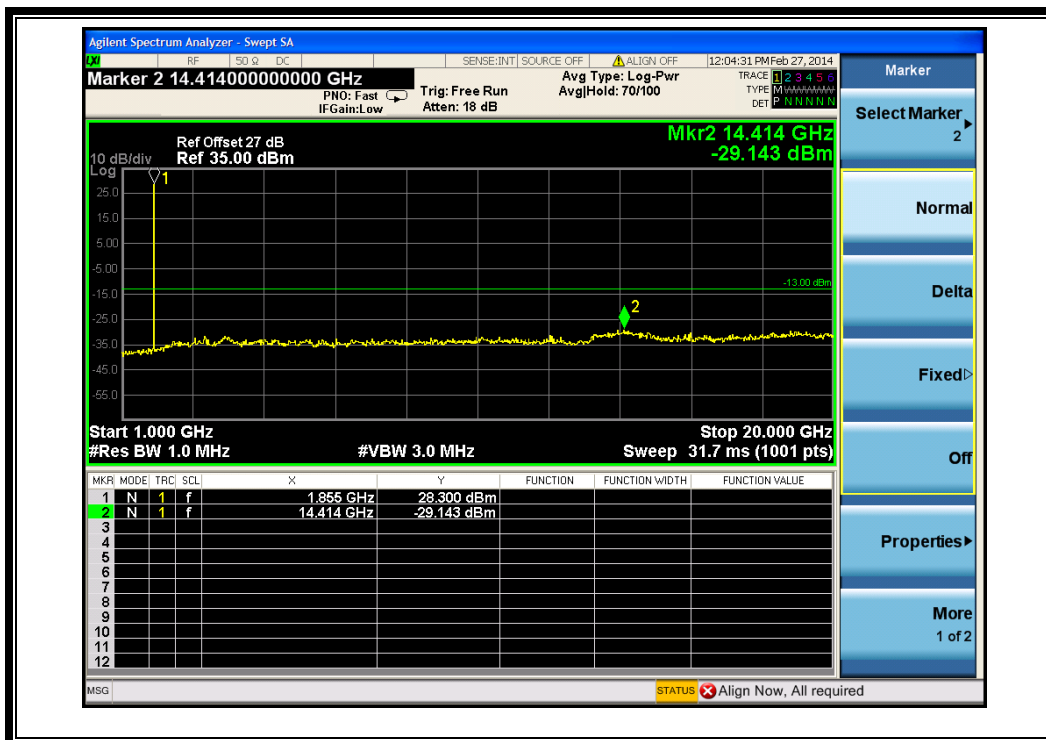 Agilent Spectrum Analyzer - Swept SA
LXI RF 50 Ω DC SENSE:INT SOURCE OFF ⚠ALIGN OFF 12:04:31 PM Feb 27, 2014
Marker 2 14.414000000000 GHz
PNO: Fast
IFGain:Low
Trig: Free Run
Atten: 18 dB
Avg Type: Log-Pwr
Avg|Hold: 70/100
TRACE 1 2 3 4 5 6
TYPE MWWWWWW
DET P N N N N N
Mkr2 14.414 GHz
-29.143 dBm
Ref Offset 27 dB
10 dB/div Ref 35.00 dBm
Log
25.0
15.0
5.00
-5.00
-15.0
-25.0
-35.0
-45.0
-55.0
1
2
-13.00 dBm
Start 1.000 GHz Stop 20.000 GHz
#Res BW 1.0 MHz #VBW 3.0 MHz Sweep 31.7 ms (1001 pts)
MKR MODE TRC SCL X Y FUNCTION FUNCTION WIDTH FUNCTION VALUE
1 N 1 f 1.855 GHz 28.300 dBm
2 N 1 f 14.414 GHz -29.143 dBm
3
4
5
6
7
8
9
10
11
12
MSG STATUS Align Now, All required
Marker
Select Marker
2
Normal
Delta
Fixed
Off
Properties
More
1 of 2